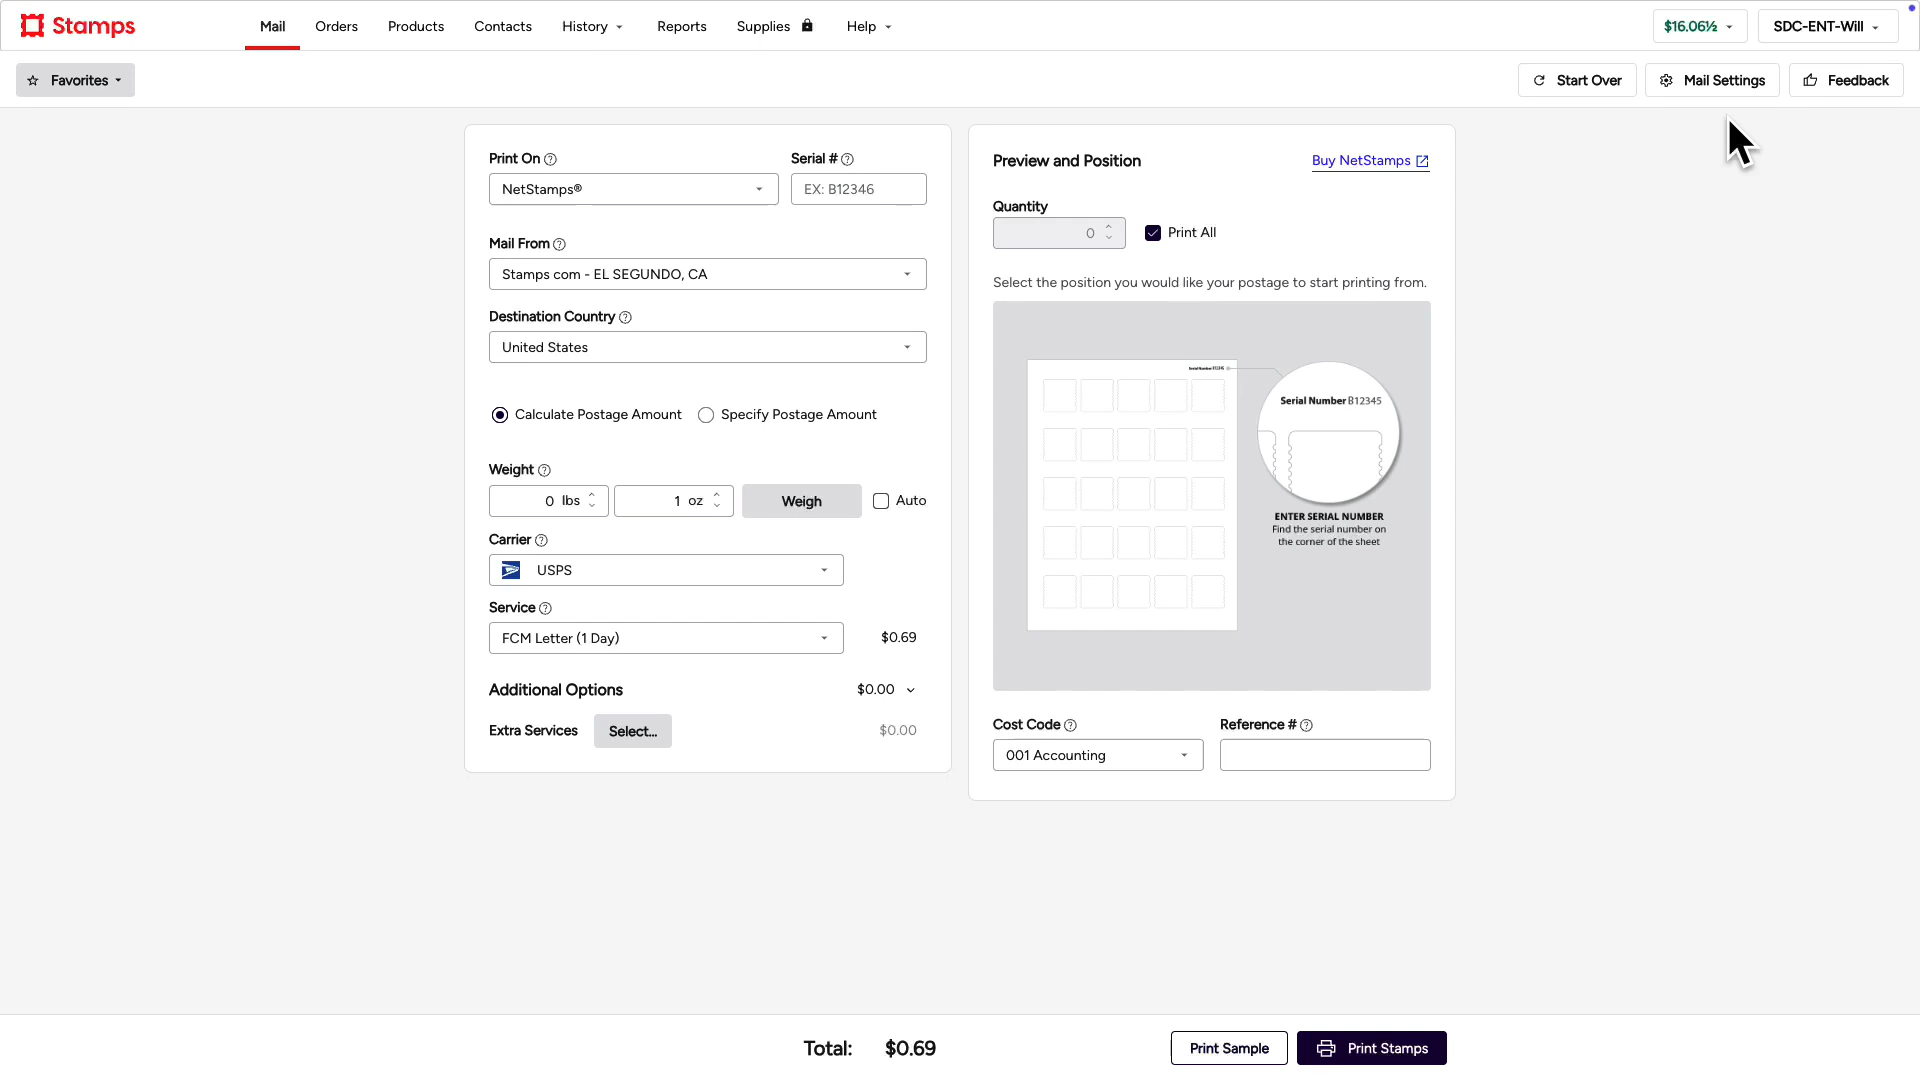 Stamps
Mail
Orders
Products
Contacts
History
Reports
Supplies
Help
$16.06½
SDC-ENT-Will
Favorites
Start Over
Mail Settings
Feedback
Print On
Serial #
NetStamps®
EX: B12346
Mail From
Stamps com - EL SEGUNDO, CA
Destination Country
United States
Calculate Postage Amount
Specify Postage Amount
Weight
0 lbs
1 oz
Weigh
Auto
Carrier
USPS
Service
FCM Letter (1 Day)
$0.69
Additional Options
$0.00
Extra Services
Select...
$0.00
Preview and Position
Buy NetStamps
Quantity
0
Print All
Select the position you would like your postage to start printing from.
Serial Number B12345
Serial Number B12345
ENTER SERIAL NUMBER
Find the serial number on
the corner of the sheet
Cost Code
Reference #
001 Accounting
Total:
$0.69
Print Sample
Print Stamps